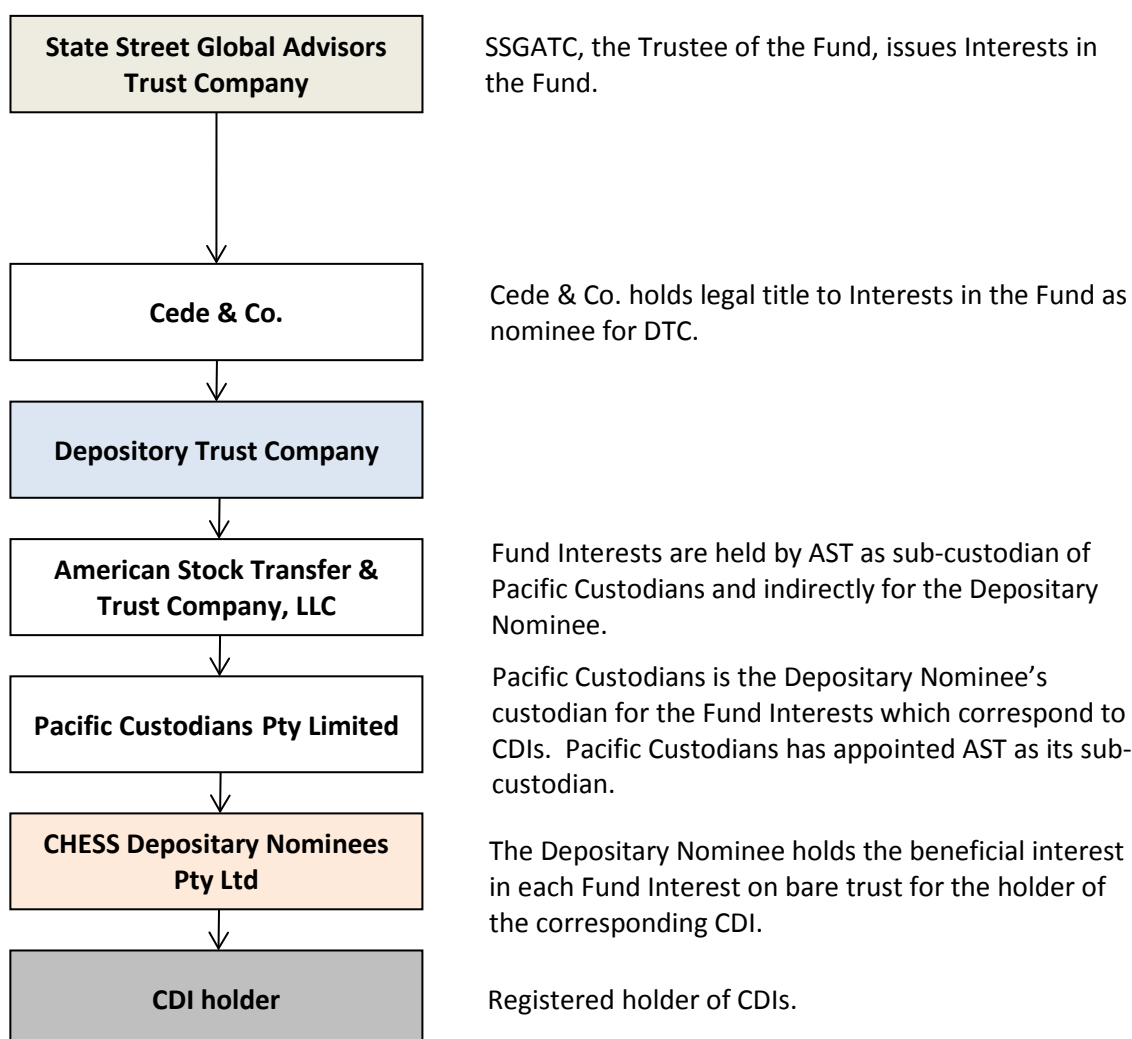 State Street Global Advisors
Trust Company
SSGATC, the Trustee of the Fund, issues Interests in
the Fund.
Cede & Co.
Cede & Co. holds legal title to Interests in the Fund as
nominee for DTC.
Depository Trust Company
American Stock Transfer &
Trust Company, LLC
Fund Interests are held by AST as sub-custodian of
Pacific Custodians and indirectly for the Depositary
Nominee.
Pacific Custodians Pty Limited
Pacific Custodians is the Depositary Nominee’s
custodian for the Fund Interests which correspond to
CDIs.  Pacific Custodians has appointed AST as its sub-
custodian.
CHESS Depositary Nominees
Pty Ltd
The Depositary Nominee holds the beneficial interest
in each Fund Interest on bare trust for the holder of
the corresponding CDI.
CDI holder
Registered holder of CDIs.